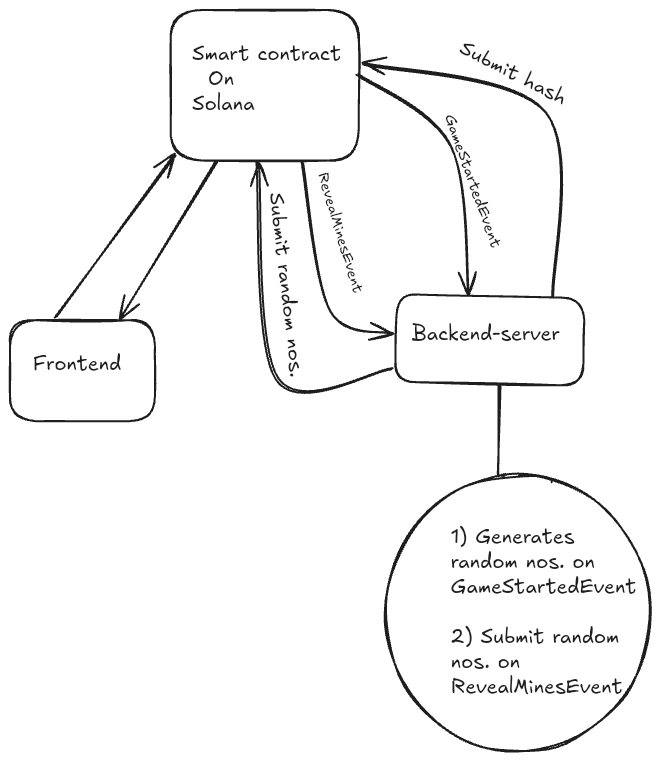 Smart contract
On
Solana
Submit hash
GameStartedEvent
RevealMinesEvent
Submit random nos.
Frontend
Backend-server
1) Generates
random nos. on
GameStartedEvent
2) Submit random
nos. on
RevealMinesEvent